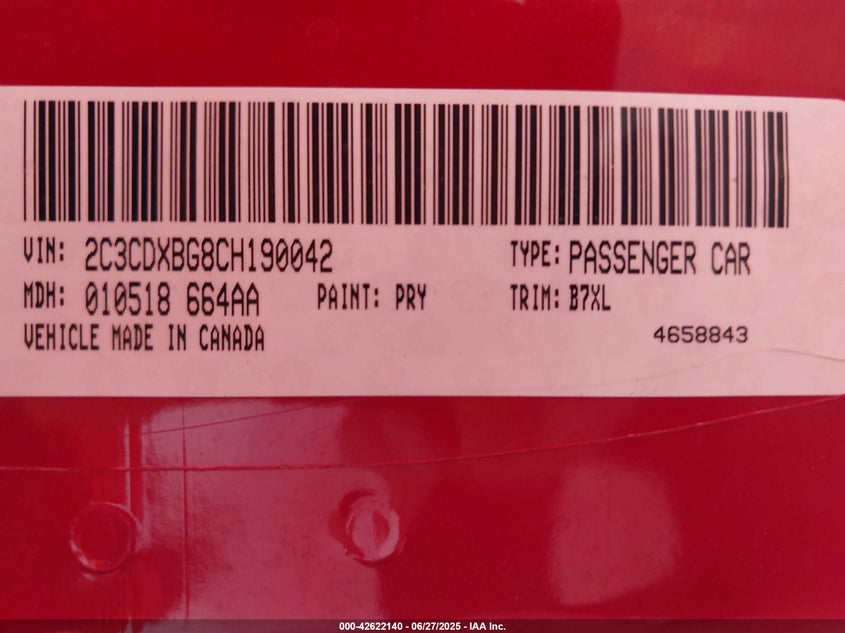 VIN: 2C3CDXBG8CH190042 TYPE: PASSENGER CAR
MDH: 010518 664AA PAINT: PRY TRIM: B7XL
VEHICLE MADE IN CANADA 4658843
000-42622140 - 06/27/2025 - IAA Inc.